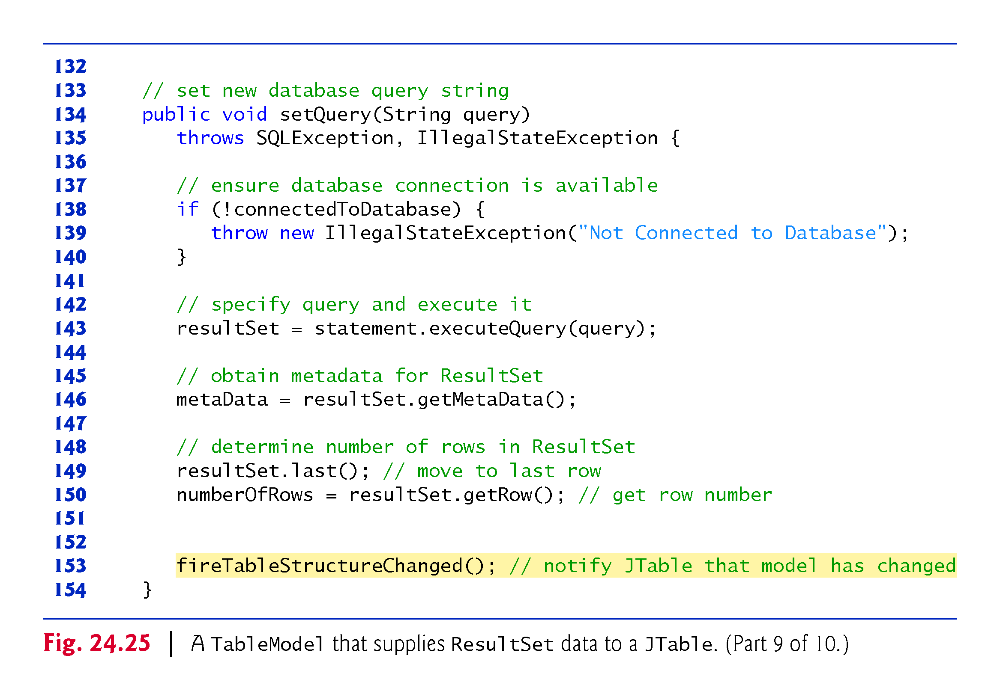 132
133 // set new database query string
134 public void setQuery(String query)
135 throws SQLException, IllegalStateException {
136
137 // ensure database connection is available
138 if (!connectedToDatabase) {
139 throw new IllegalStateException("Not Connected to Database");
140 }
141
142 // specify query and execute it
143 resultSet = statement.executeQuery(query);
144
145 // obtain metadata for ResultSet
146 metaData = resultSet.getMetaData();
147
148 // determine number of rows in ResultSet
149 resultSet.last(); // move to last row
150 numberOfRows = resultSet.getRow(); // get row number
151
152
153 fireTableStructureChanged(); // notify JTable that model has changed
154 }
Fig. 24.25 | A TableModel that supplies ResultSet data to a JTable. (Part 9 of 10.)